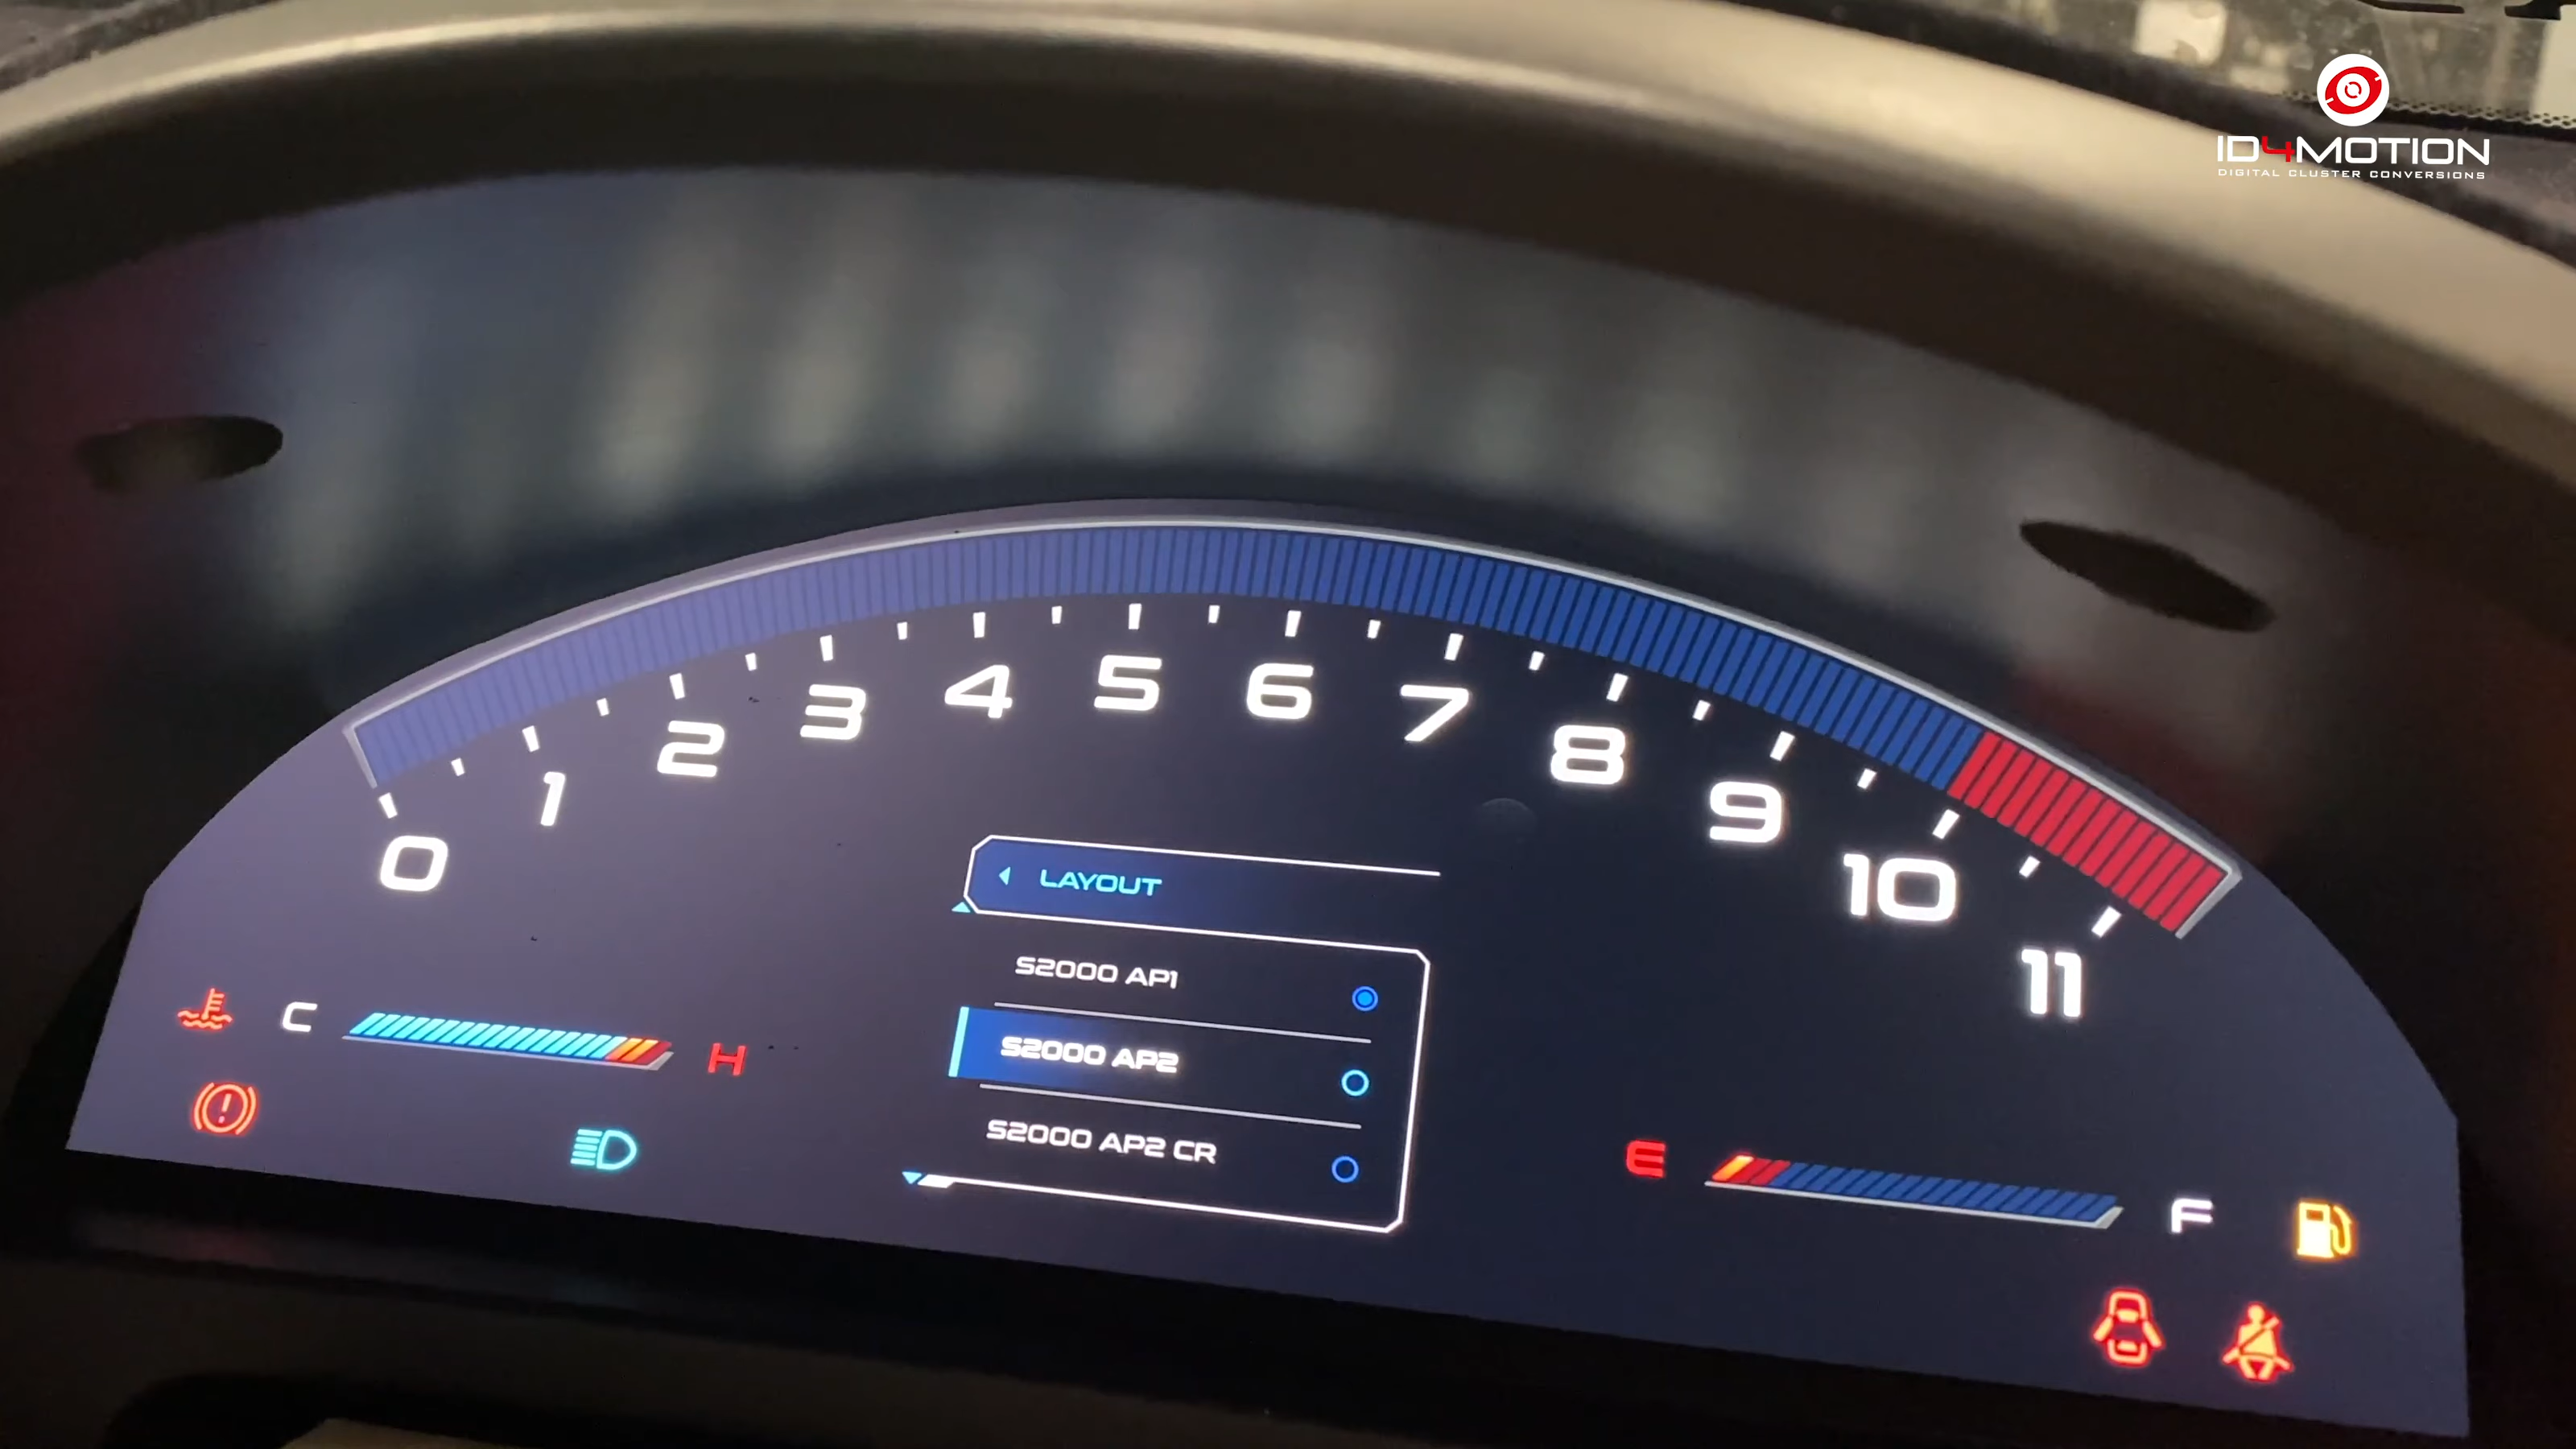 ID4MOTION
DIGITAL CLUSTER CONVERSIONS
0 1 2 3 4 5 6 7 8 9 10 11
LAYOUT
S2000 AP1
S2000 AP2
S2000 AP2 CR
C H
E F